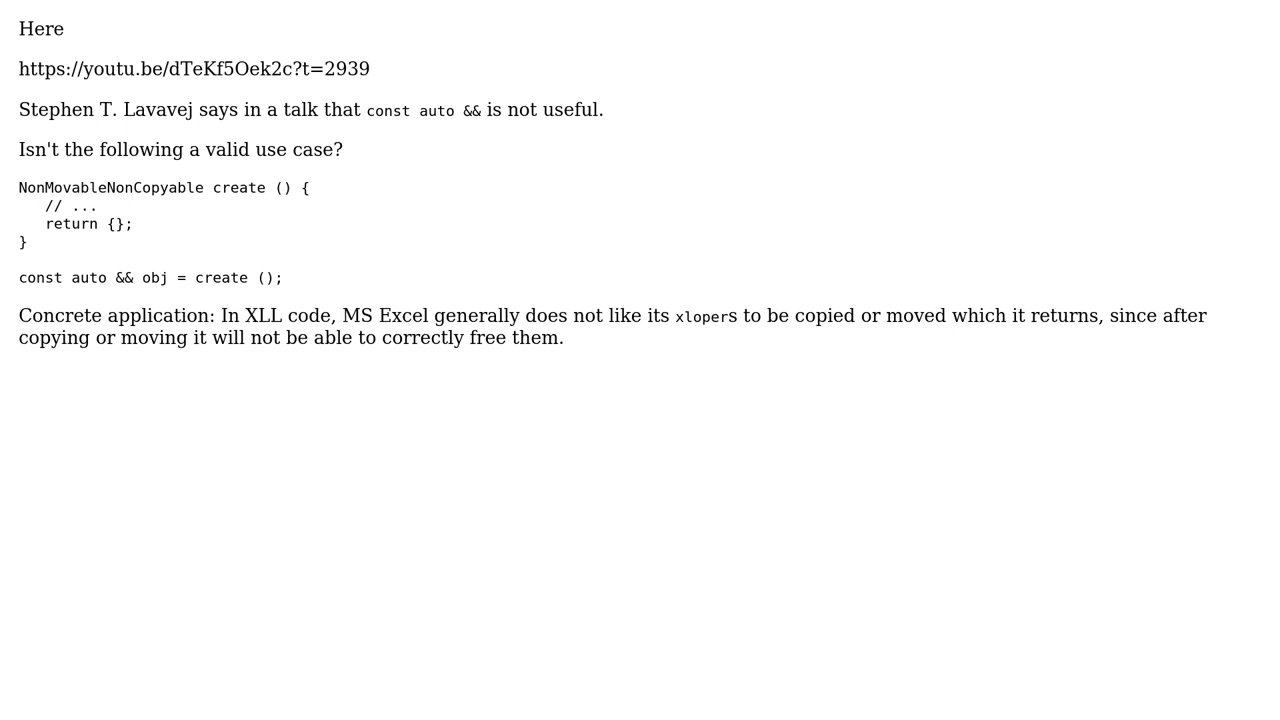 Here
https://youtu.be/dTeKf5Oek2c?t=2939
Stephen T. Lavavej says in a talk that const auto && is not useful.
Isn't the following a valid use case?
NonMovableNonCopyable create () {
   // ...
   return {};
}
const auto && obj = create ();
Concrete application: In XLL code, MS Excel generally does not like its xlopers to be copied or moved which it returns, since after
copying or moving it will not be able to correctly free them.